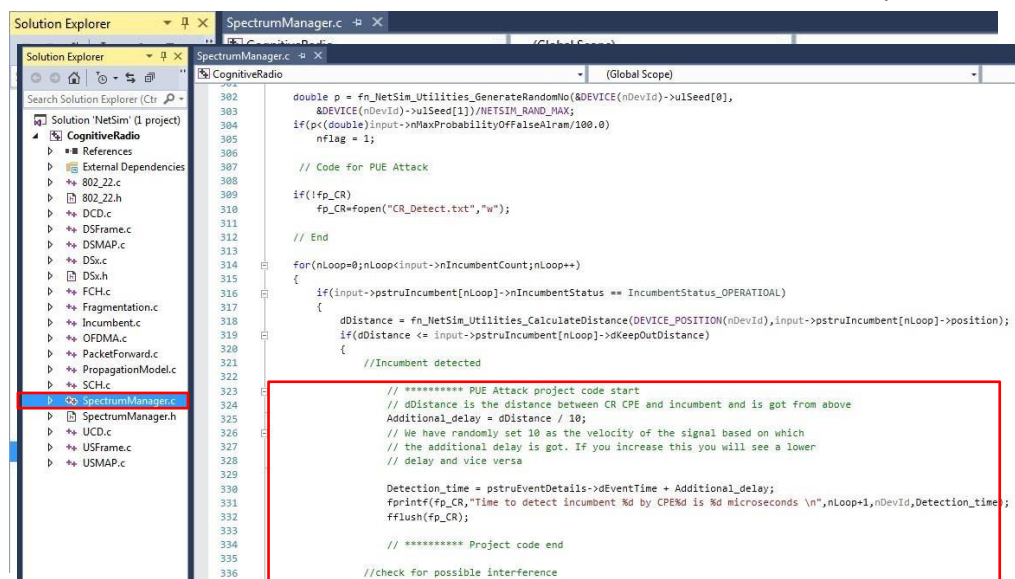 Solution Explorer
SpectrumManager.c
Solution Explorer
SpectrumManager.c
CognitiveRadio
(Global Scope)
Search Solution Explorer (Ctr
Solution 'NetSim' (1 project)
CognitiveRadio
References
External Dependencies
802_22.c
802_22.h
DCD.c
DSFrame.c
DSMAP.c
DSx.c
DSx.h
FCH.c
Fragmentation.c
Incumbent.c
OFDMA.c
PacketForward.c
PropagationModel.c
SCH.c
SpectrumManager.c
SpectrumManager.h
UCD.c
USFrame.c
USMAP.c
302 double p = fn_NetSim_Utilities_GenerateRandomNo(&DEVICE(nDevId)->ulSeed[0],
303 &DEVICE(nDevId)->ulSeed[1])/NETSIM_RAND_MAX;
304 if(p<(double)input->nMaxProbabilityOfFalseAlram/100.0)
305 nflag = 1;
306
307 // Code for PUE Attack
308
309 if(!fp_CR)
310 fp_CR=fopen("CR_Detect.txt","w");
311
312 // End
313
314 for(nLoop=0;nLoop<input->nIncumbentCount;nLoop++)
315 {
316 if(input->pstruIncumbent[nLoop]->nIncumbentStatus == IncumbentStatus_OPERATIOAL)
317 {
318 dDistance = fn_NetSim_Utilities_CalculateDistance(DEVICE_POSITION(nDevId),input->pstruIncumbent[nLoop]->position);
319 if(dDistance <= input->pstruIncumbent[nLoop]->dKeepOutDistance)
320 {
321 //Incumbent detected
322
323 // ********** PUE Attack project code start
324 // dDistance is the distance between CR CPE and incumbent and is got from above
325 Additional_delay = dDistance / 10;
326 // We have randomly set 10 as the velocity of the signal based on which
327 // the additional delay is got. If you increase this you will see a lower
328 // delay and vice versa
329
330 Detection_time = pstruEventDetails->dEventTime + Additional_delay;
331 fprintf(fp_CR,"Time to detect incumbent %d by CPE%d is %d microseconds \n",nLoop+1,nDevId,Detection_time);
332 fflush(fp_CR);
333
334 // ********** Project code end
335
336 //check for possible interference